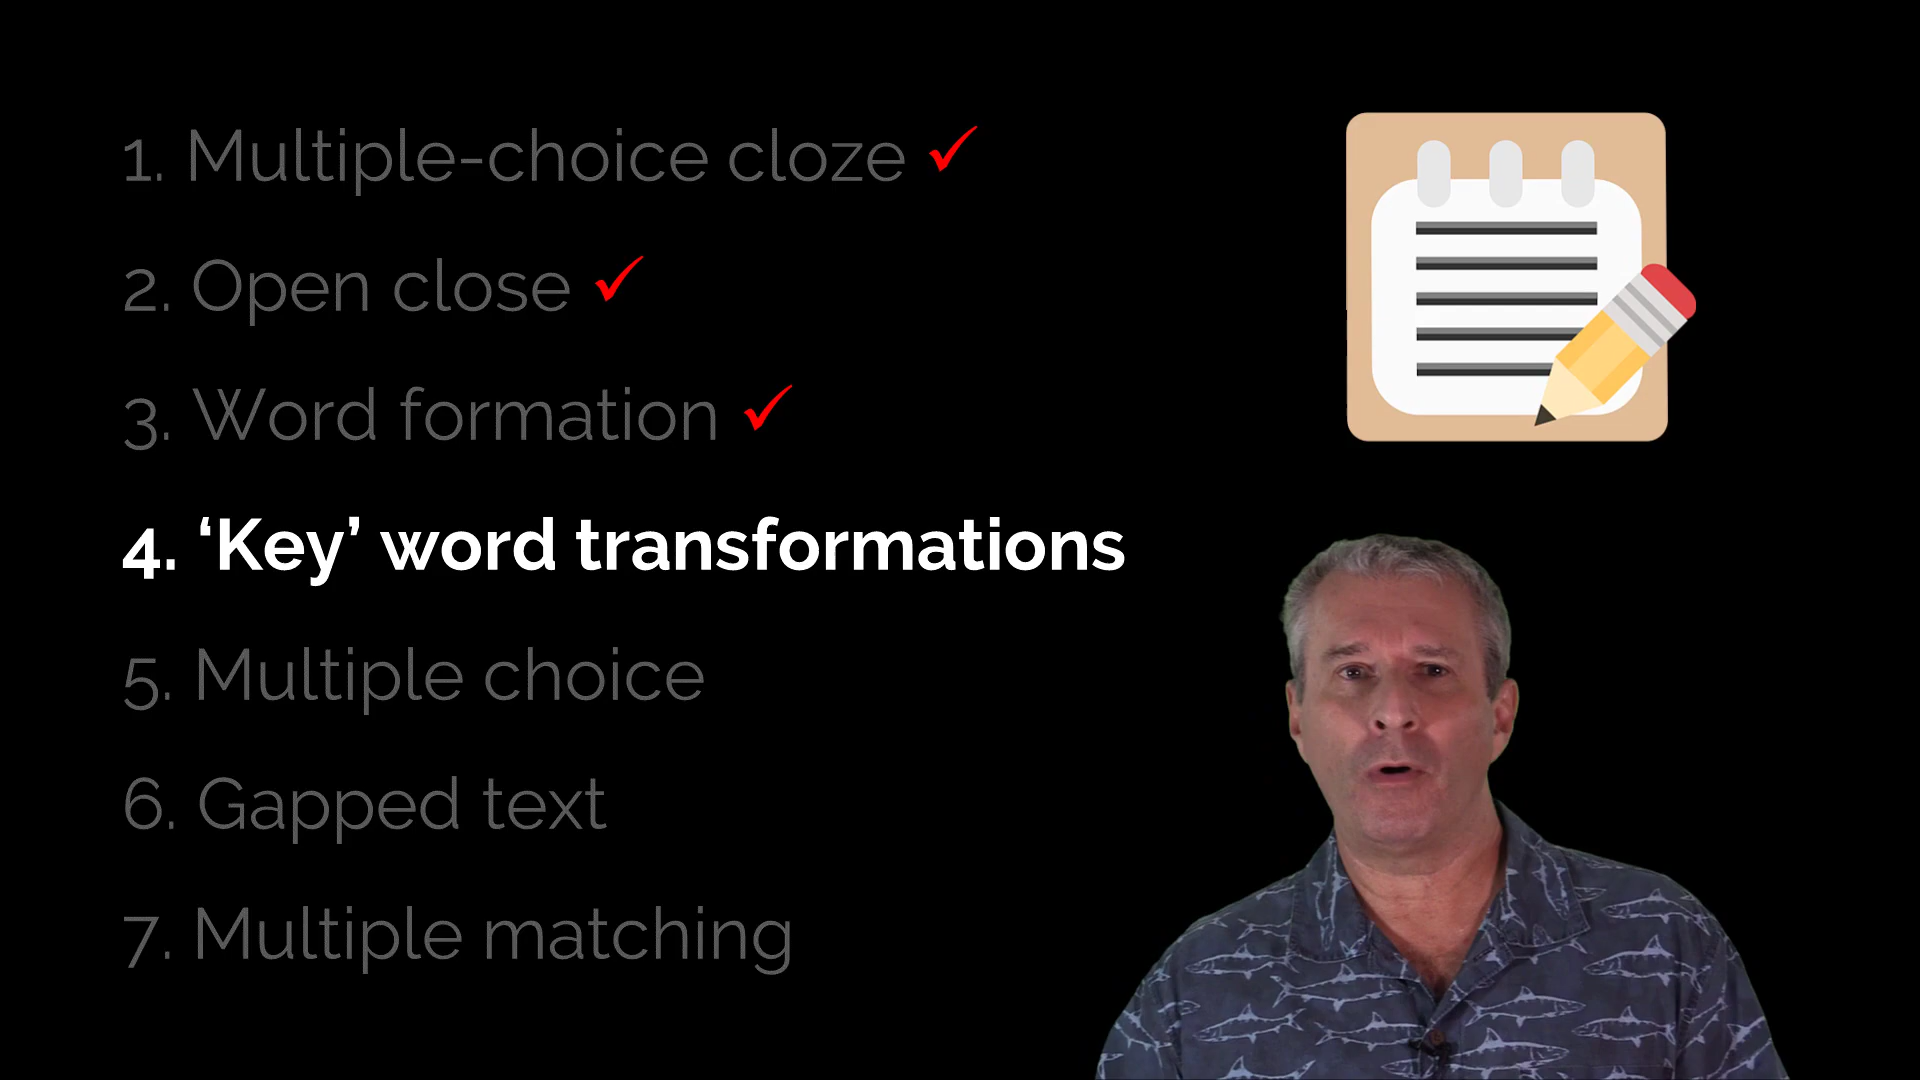 1. Multiple-choice cloze ✓
2. Open close ✓
3. Word formation ✓
4. ‘Key’ word transformations
5. Multiple choice
6. Gapped text
7. Multiple matching